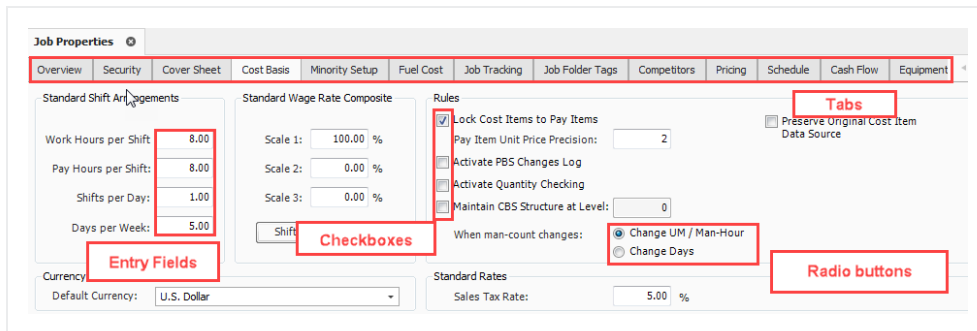 Job Properties
Overview Security Cover Sheet Cost Basis Minority Setup Fuel Cost Job Tracking Job Folder Tags Competitors Pricing Schedule Cash Flow Equipment
Standard Shift Arrangements Standard Wage Rate Composite Rules Tabs
Lock Cost Items to Pay Items Preserve Original Cost Item
Data Source
Work Hours per Shift 8.00 Scale 1: 100.00 % Pay Item Unit Price Precision: 2
Pay Hours per Shift: 8.00 Scale 2: 0.00 % Activate PBS Changes Log
Activate Quantity Checking
Shifts per Day: 1.00 Scale 3: 0.00 % Maintain CBS Structure at Level: 0
Days per Week: 5.00 Shift Checkboxes When man-count changes: Change UM / Man-Hour
Change Days
Entry Fields Radio buttons
Currency Standard Rates
Default Currency: U.S. Dollar Sales Tax Rate: 5.00 %